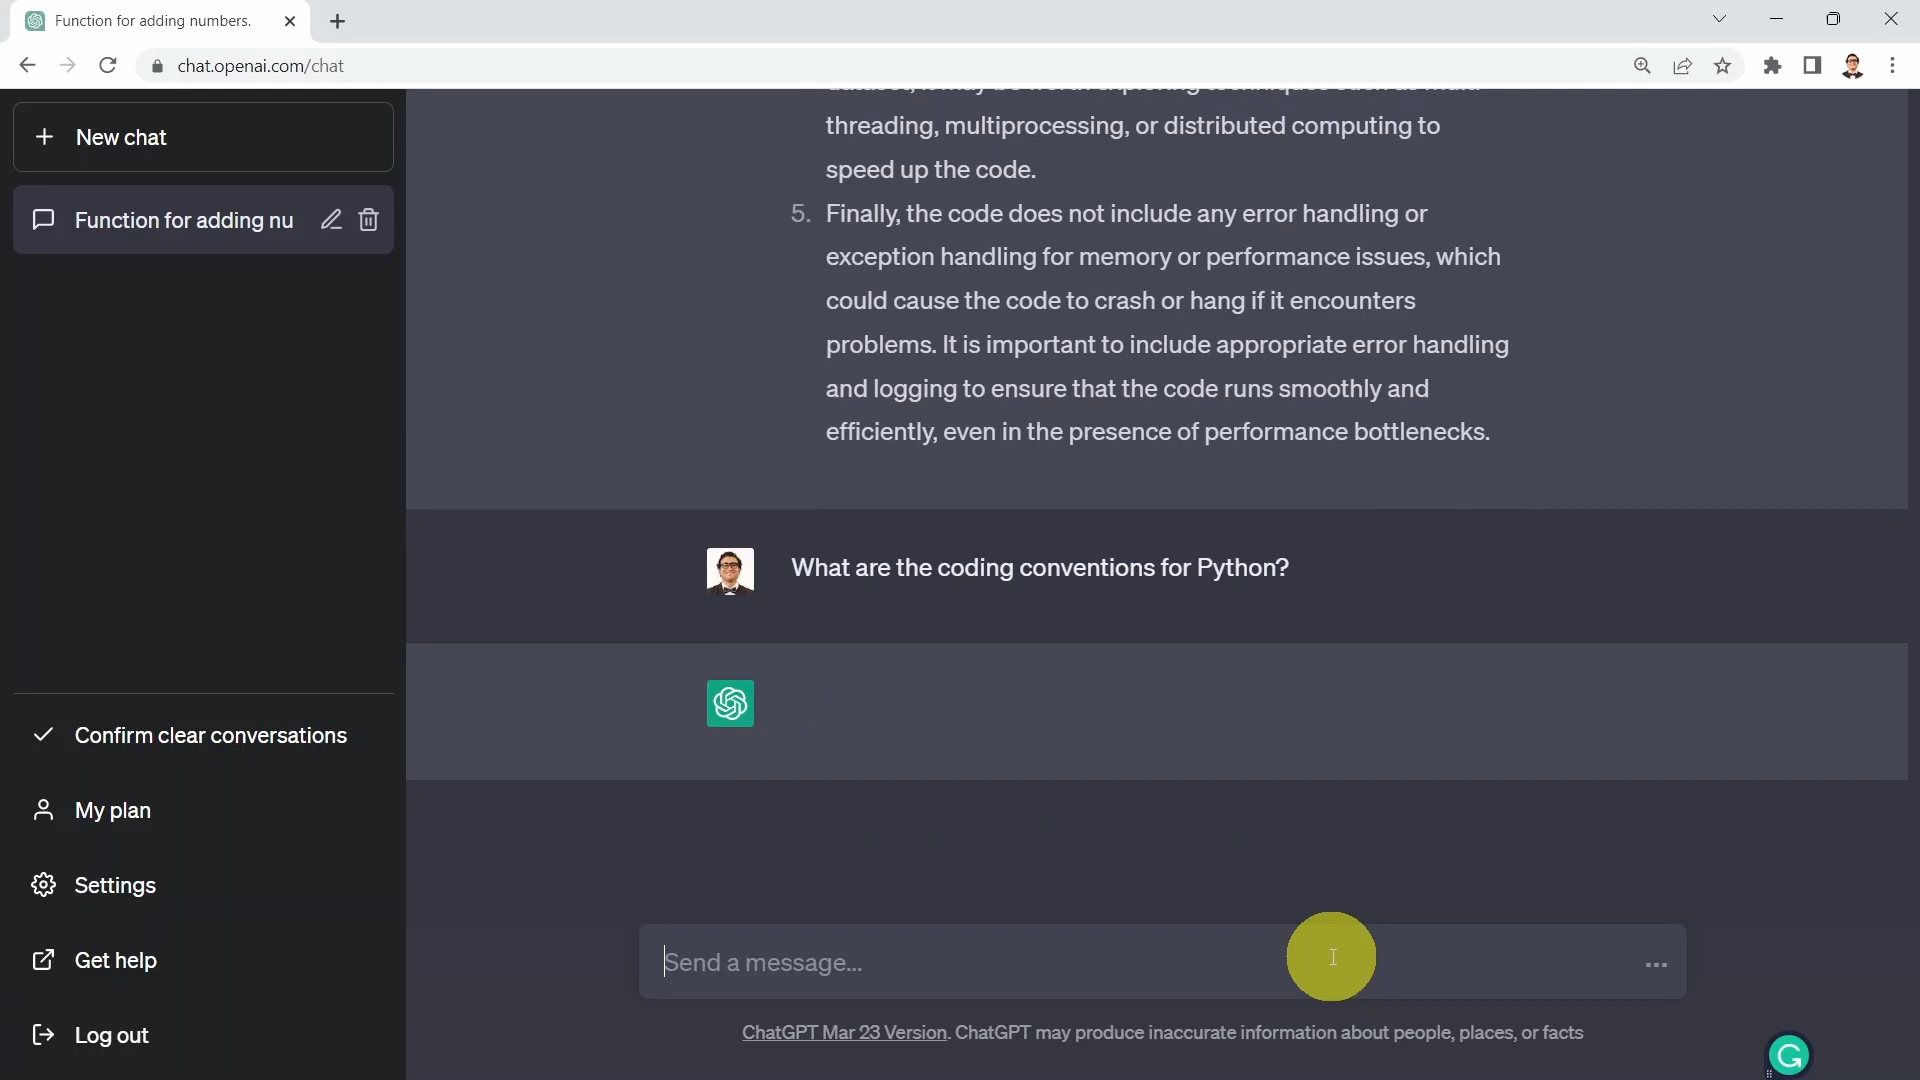 Function for adding numbers.
chat.openai.com/chat
New chat
Function for adding nu
threading, multiprocessing, or distributed computing to
speed up the code.
5. Finally, the code does not include any error handling or
exception handling for memory or performance issues, which
could cause the code to crash or hang if it encounters
problems. It is important to include appropriate error handling
and logging to ensure that the code runs smoothly and
efficiently, even in the presence of performance bottlenecks.
What are the coding conventions for Python?
Confirm clear conversations
My plan
Settings
Get help
Log out
Send a message...
ChatGPT Mar 23 Version. ChatGPT may produce inaccurate information about people, places, or facts